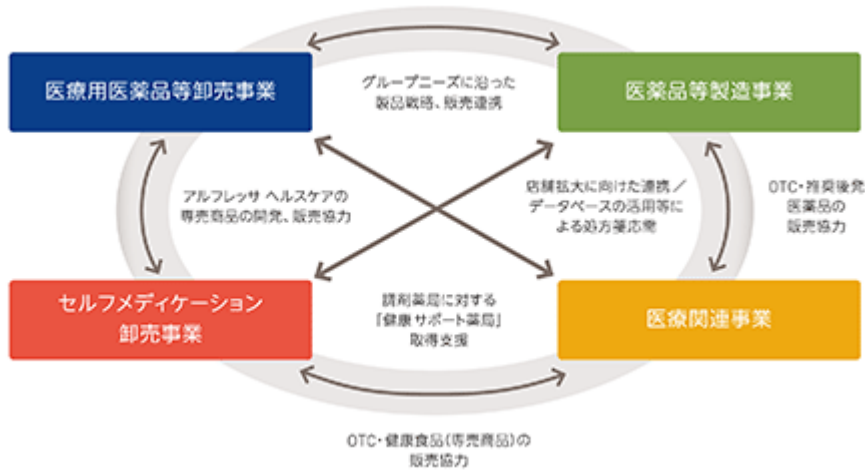 医療用医薬品等卸売事業
グループニーズに沿った
製品戦略、販売連携
医薬品等製造事業
アルフレッサ ヘルスケアの
専売商品の開発、販売協力
店舗拡大に向けた連携／
データベースの活用等に
よる処方箋応需
OTC・推奨後発
医薬品の
販売協力
セルフメディケーション
卸売事業
調剤薬局に対する
「健康サポート薬局」
取得支援
医療関連事業
OTC・健康食品（専売商品）の
販売協力